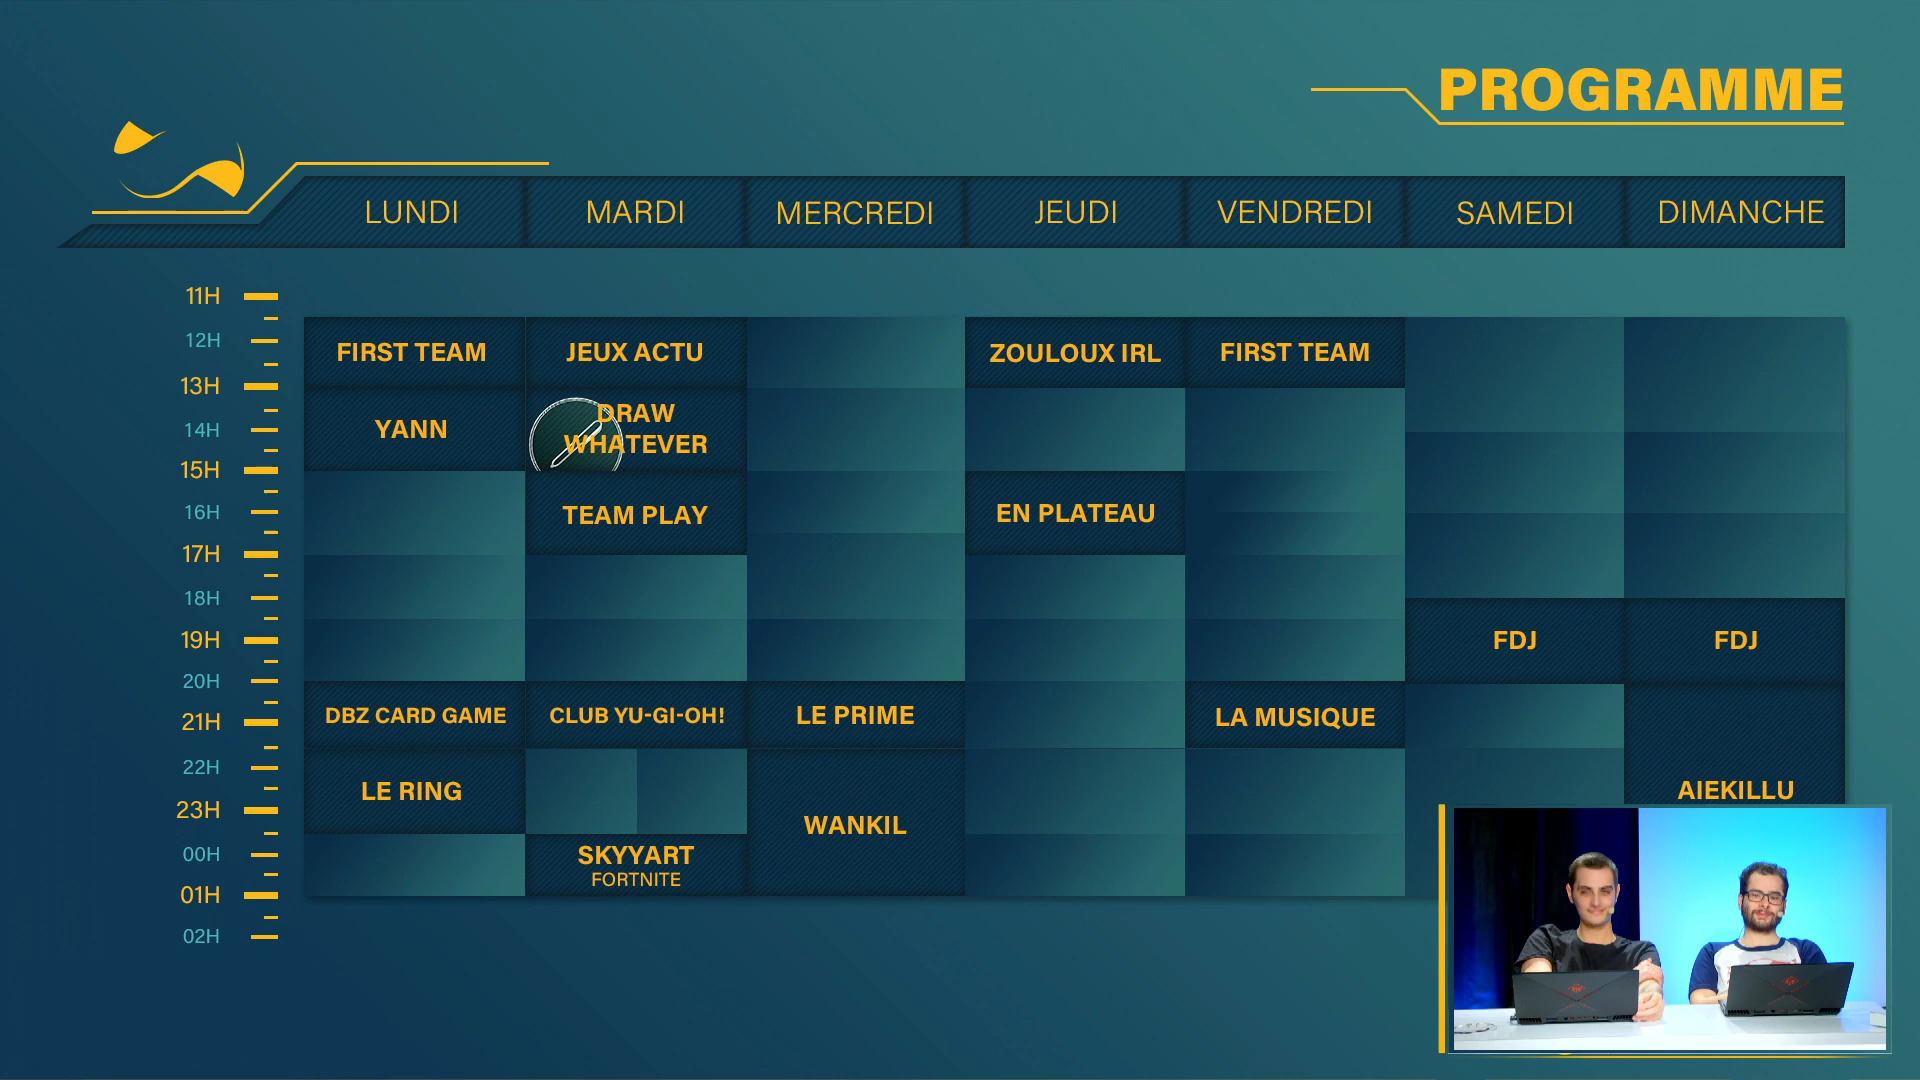 PROGRAMME
LUNDI MARDI MERCREDI JEUDI VENDREDI SAMEDI DIMANCHE
11H
12H
FIRST TEAM JEUX ACTU ZOULOUX IRL FIRST TEAM
13H
YANN DRAW
WHATEVER
14H
15H
16H
TEAM PLAY EN PLATEAU
17H
18H
19H
FDJ FDJ
20H
21H
DBZ CARD GAME CLUB YU-GI-OH! LE PRIME LA MUSIQUE
22H
LE RING AIEKILLU
23H
WANKIL
00H
SKYYART
FORTNITE
01H
02H